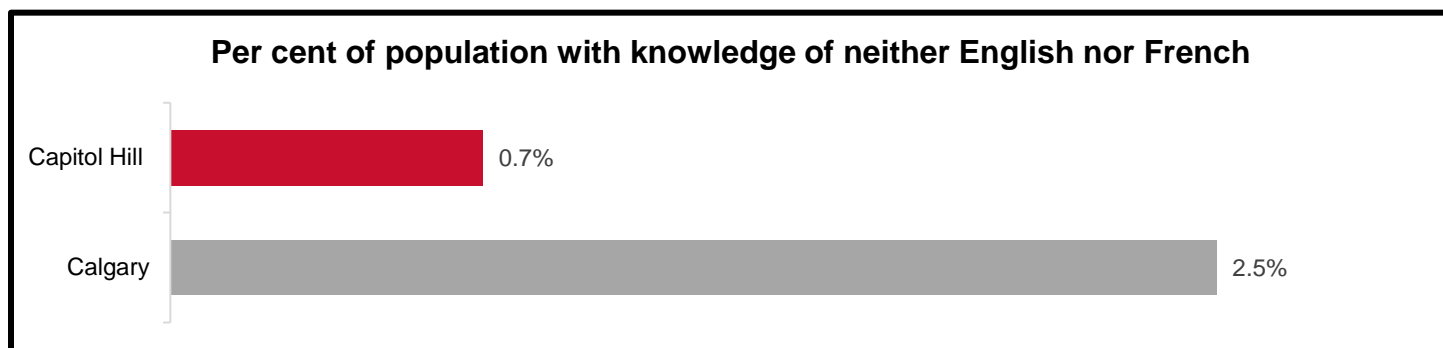 Per cent of population with knowledge of neither English nor French
Capitol Hill
0.7%
Calgary
2.5%